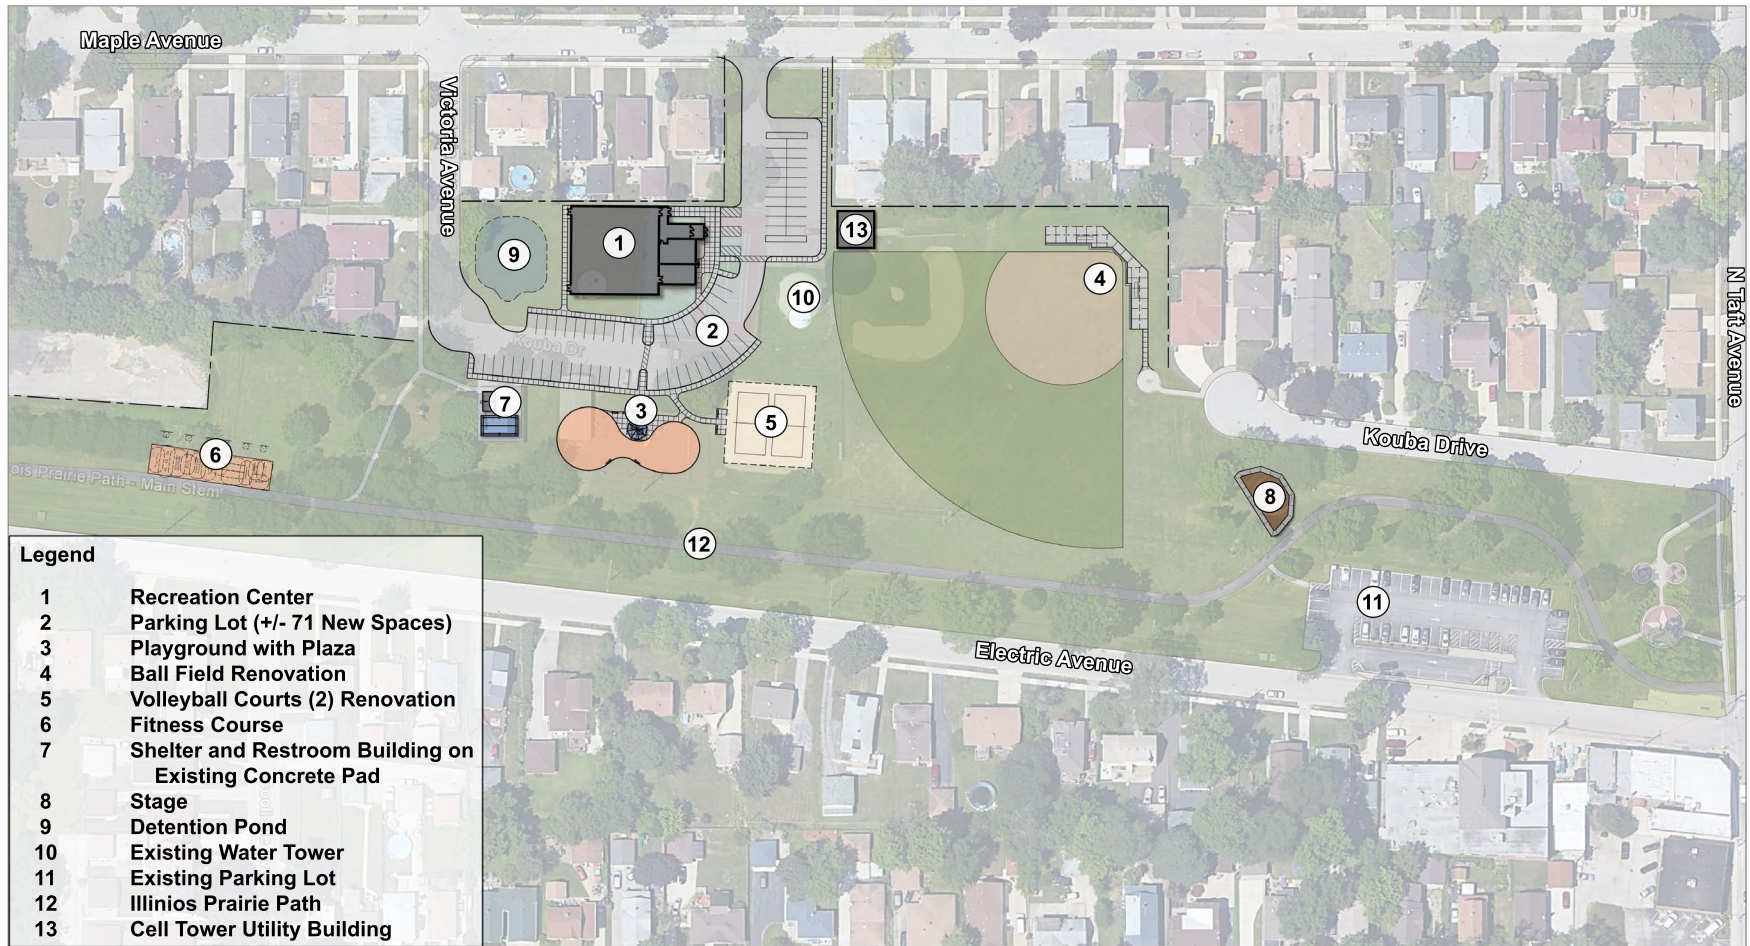 Maple Avenue
Victoria Avenue
13
1
9
4
10
N Taft Avenue
2
Kouba Dr
7
3
5
Kouba Drive
6
ois Prairie Path - Main Stem
8
12
11
Electric Avenue
Legend
1 Recreation Center
2 Parking Lot (+/- 71 New Spaces)
3 Playground with Plaza
4 Ball Field Renovation
5 Volleyball Courts (2) Renovation
6 Fitness Course
7 Shelter and Restroom Building on
Existing Concrete Pad
8 Stage
9 Detention Pond
10 Existing Water Tower
11 Existing Parking Lot
12 Illinios Prairie Path
13 Cell Tower Utility Building